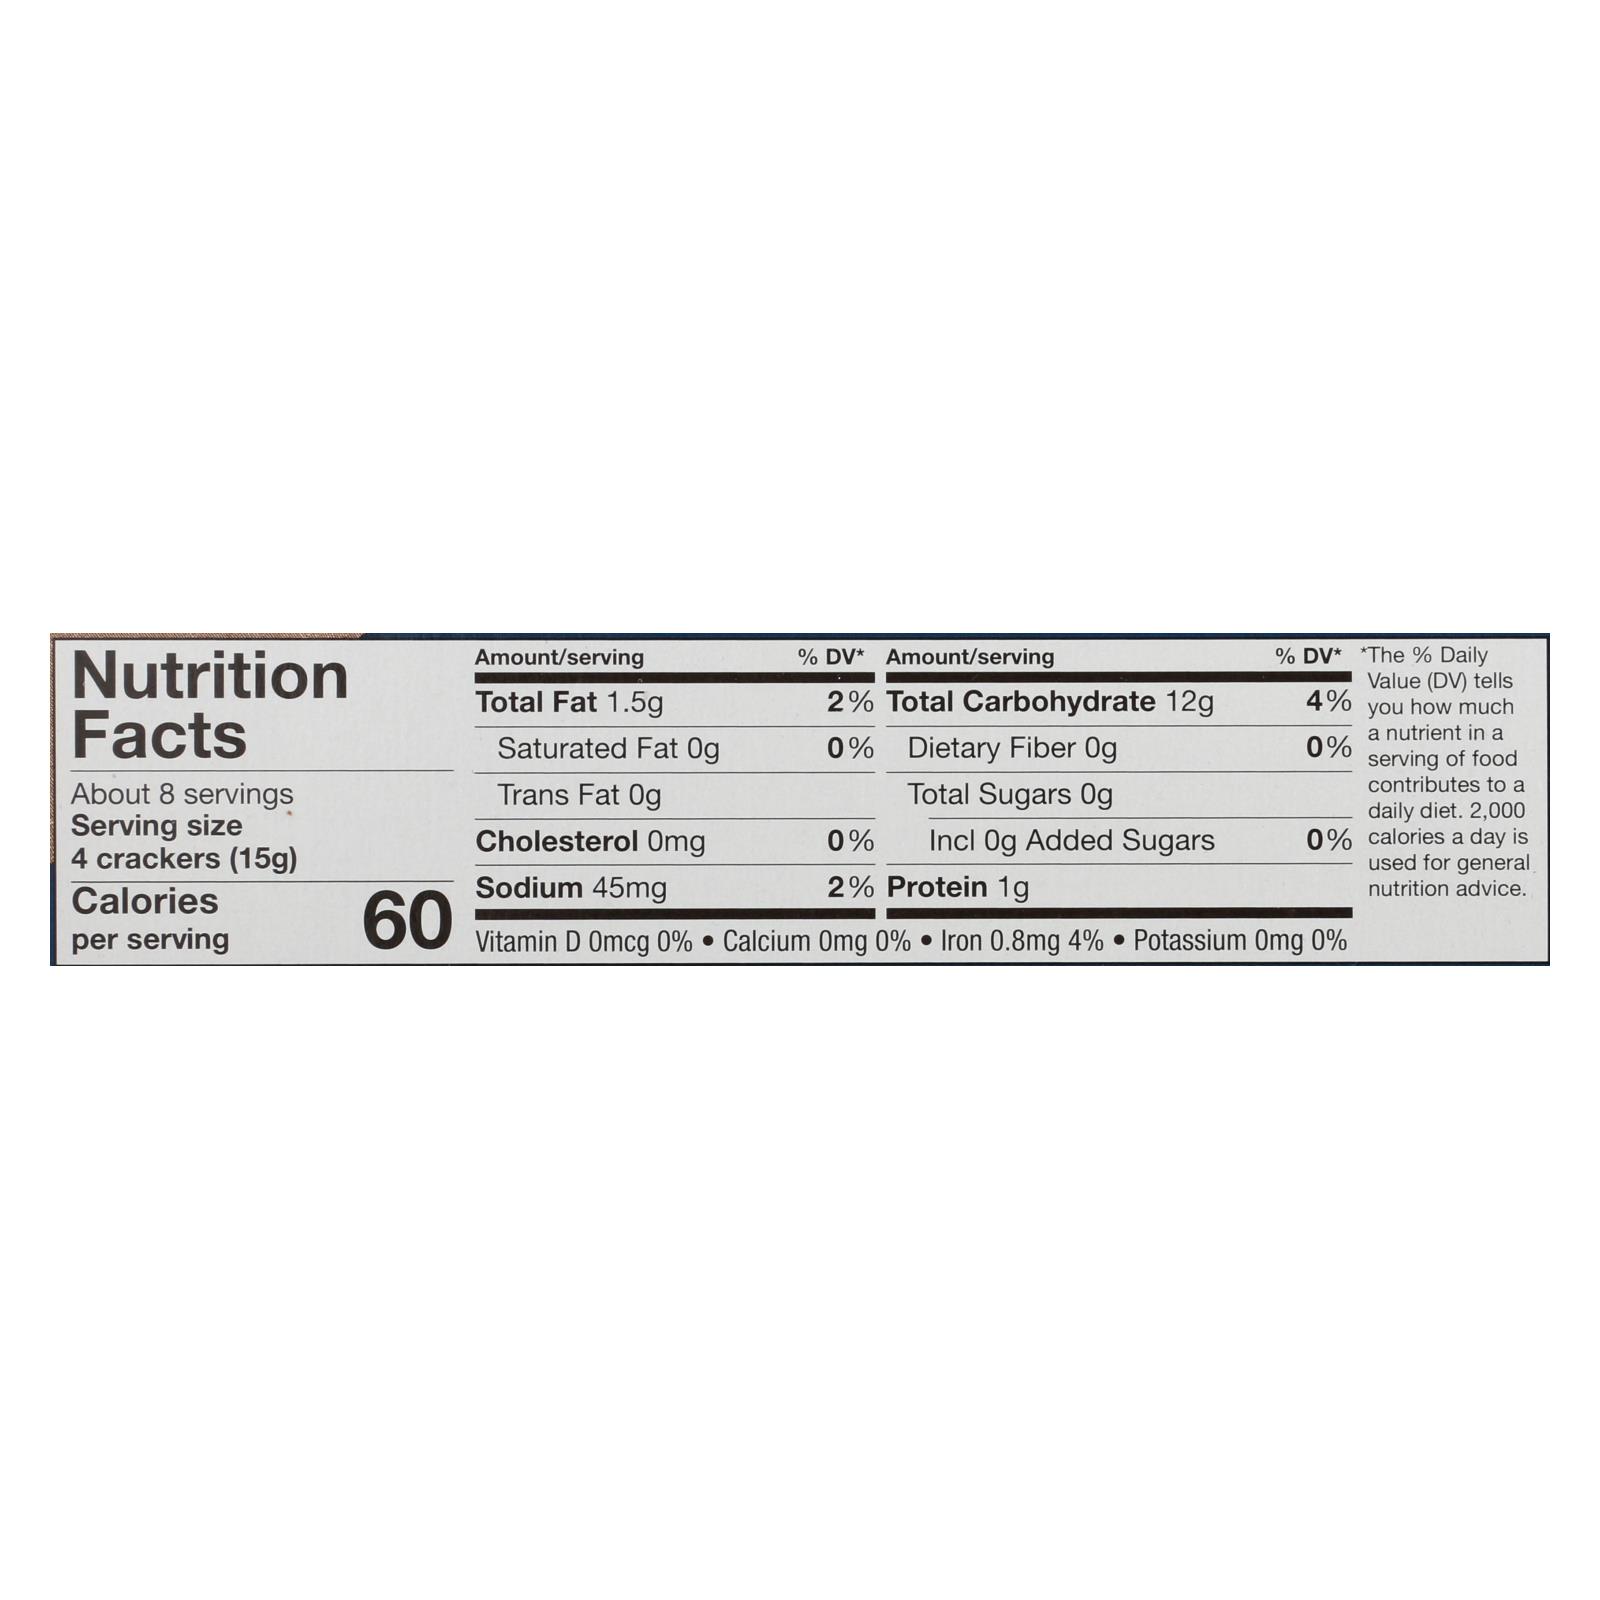 Nutrition
Facts
About 8 servings
Serving size
4 crackers (15g)
Calories
per serving 60
Amount/serving % DV*
Total Fat 1.5g 2%
Saturated Fat 0g 0%
Trans Fat 0g
Cholesterol 0mg 0%
Sodium 45mg 2%
Amount/serving % DV*
Total Carbohydrate 12g 4%
Dietary Fiber 0g 0%
Total Sugars 0g
Incl 0g Added Sugars 0%
Protein 1g
Vitamin D 0mcg 0% • Calcium 0mg 0% • Iron 0.8mg 4% • Potassium 0mg 0%
*The % Daily
Value (DV) tells
you how much
a nutrient in a
serving of food
contributes to a
daily diet. 2,000
calories a day is
used for general
nutrition advice.